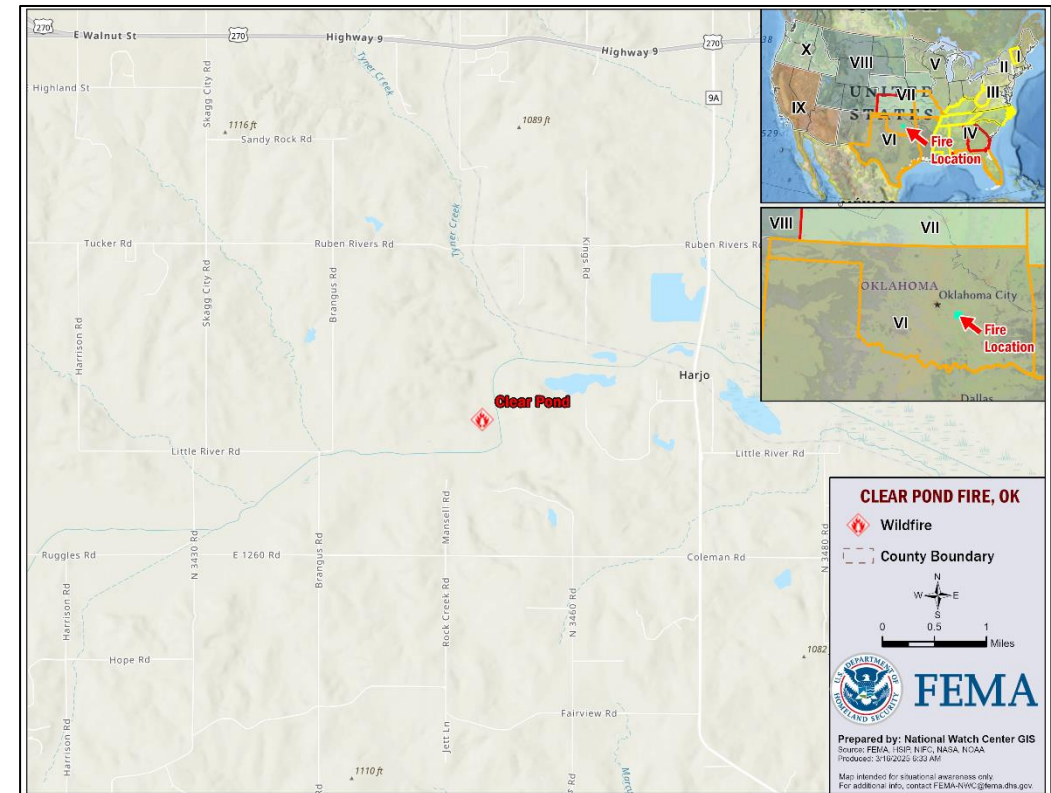 270
E Walnut St
270
Highway 9
Highway 9
270
Tyner Creek
Highland St
Skagg City Rd
9A
1116 ft
1089 ft
Sandy Rock Rd
Tucker Rd
Ruben Rivers Rd
Ruben Rivers Rd
Tyner Creek
Kings Rd
Brangus Rd
Skagg City Rd
Harrison Rd
Harjo
Clear Pond
Little River Rd
Little River Rd
Mansell Rd
N 3430 Rd
Ruggles Rd
E 1260 Rd
Brangus Rd
Coleman Rd
N 3480 Rd
Harrison Rd
Rock Creek Rd
N 3460 Rd
Hope Rd
1082
Fairview Rd
Harrison Rd
Jett Ln
1110 ft
X
VIII
V
I
II
IX
UNITED
VII
III
STATES
VI
IV
Fire
Location
VIII
VII
OKLAHOMA
Oklahoma City
VI
Fire
Location
Dallas
CLEAR POND FIRE, OK
Wildfire
County Boundary
N
W E
S
0 0.5 1
Miles
U.S. DEPARTMENT OF
HOMELAND SECURITY
FEMA
Prepared by: National Watch Center GIS
Source: FEMA, HSIP, NIFC, NASA, NOAA
Produced: 3/16/2025 6:33 AM
Map intended for situational awareness only.
For additional info, contact FEMA-NWC@fema.dhs.gov.